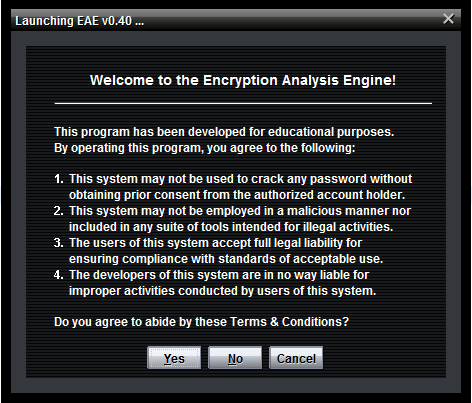 Launching EAE v0.40 ...
Welcome to the Encryption Analysis Engine!
This program has been developed for educational purposes.
By operating this program, you agree to the following:
1. This system may not be used to crack any password without
obtaining prior consent from the authorized account holder.
2. This system may not be employed in a malicious manner nor
included in any suite of tools intended for illegal activities.
3. The users of this system accept full legal liability for
ensuring compliance with standards of acceptable use.
4. The developers of this system are in no way liable for
improper activities conducted by users of this system.
Do you agree to abide by these Terms & Conditions?
Yes No Cancel